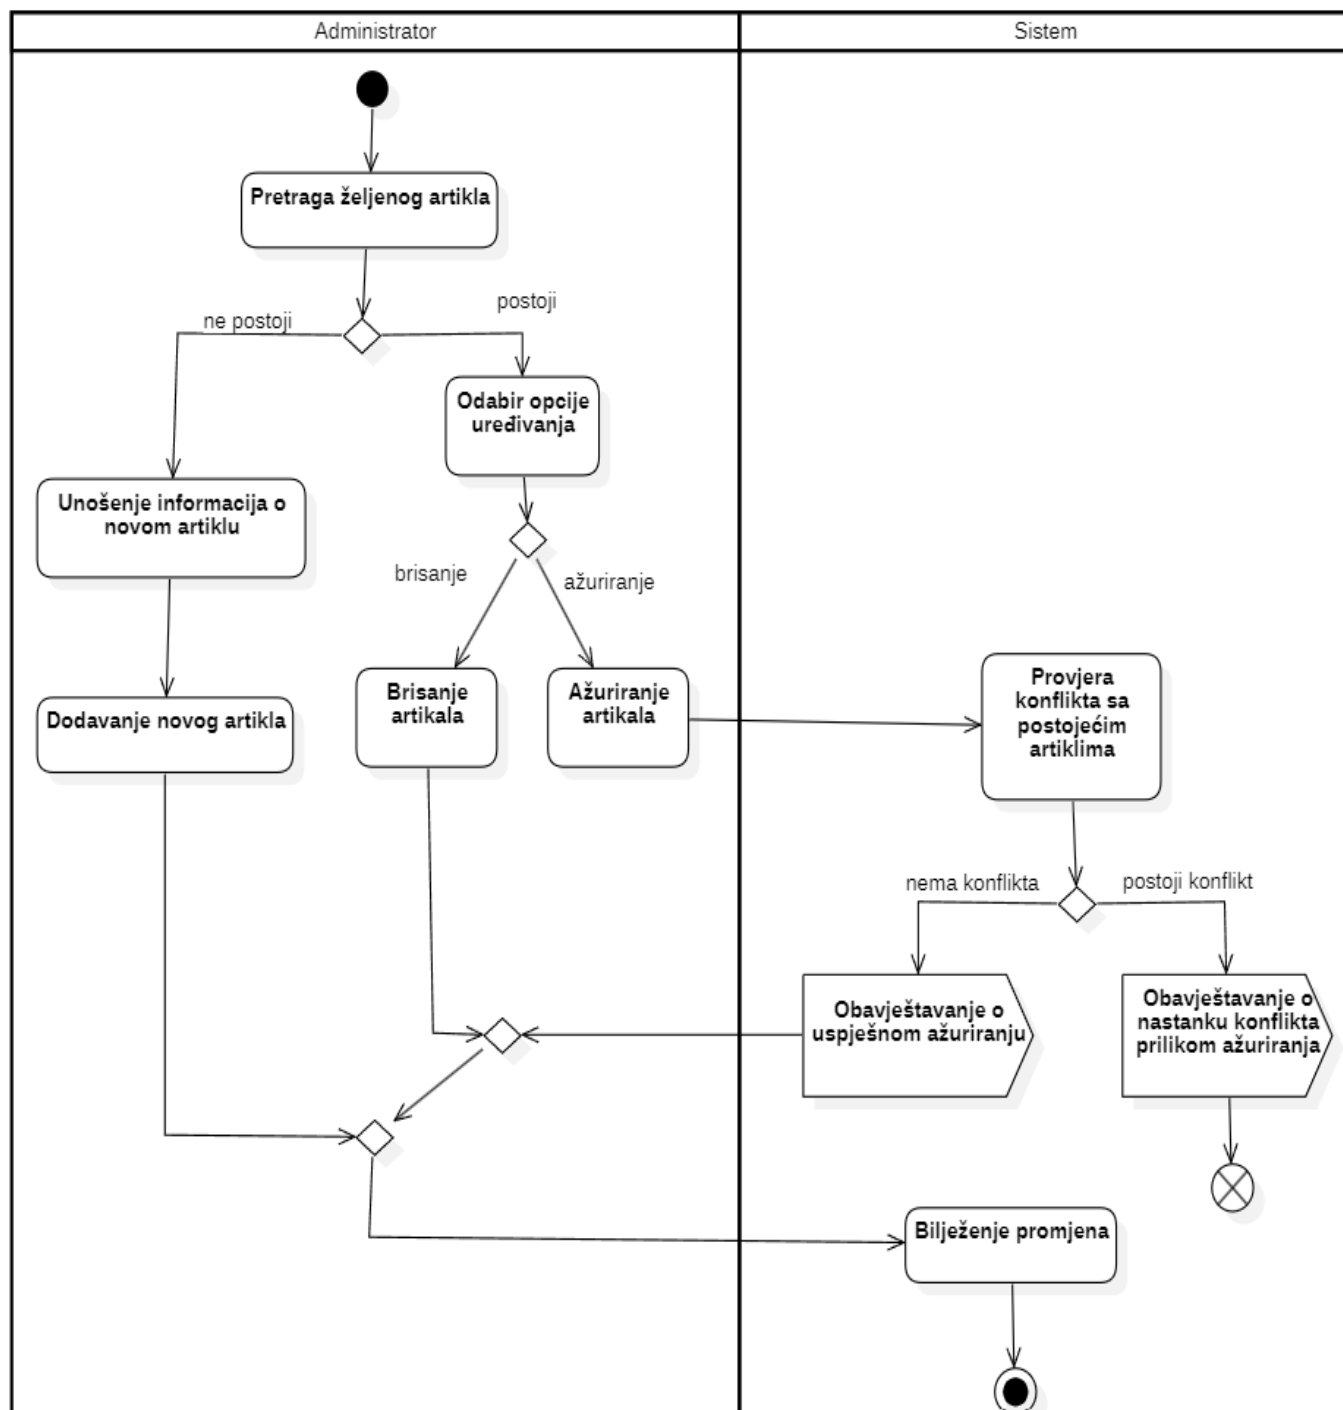 Administrator
Sistem
Pretraga željenog artikla
ne postoji
postoji
Odabir opcije
uređivanja
Unošenje informacija o
novom artiklu
brisanje
ažuriranje
Dodavanje novog artikla
Brisanje
artikala
Ažuriranje
artikala
Provjera
konflikta sa
postojećim
artiklima
nema konflikta
postoji konflikt
Obavještavanje o
uspješnom ažuriranju
Obavještavanje o
nastanku konflikta
prilikom ažuriranja
Bilježenje promjena